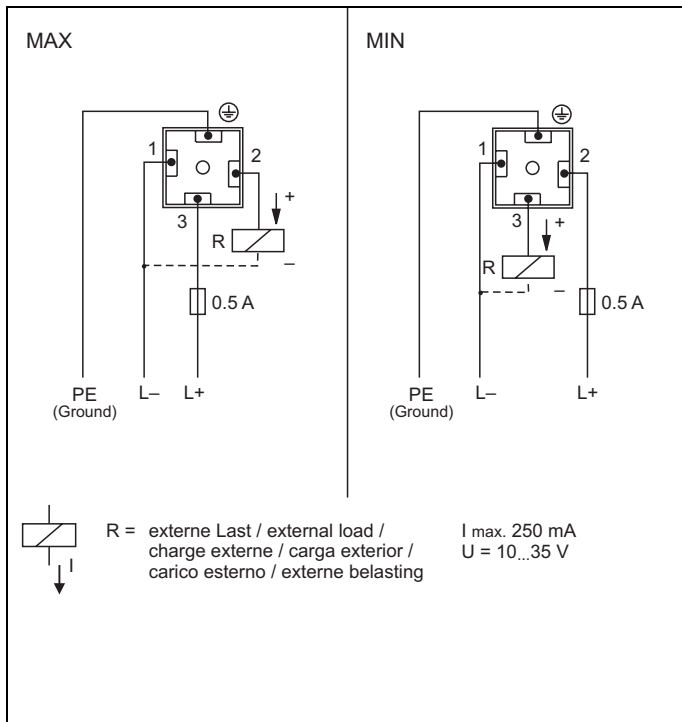 MAX
1
2
3
+
R
–
0.5 A
PE
(Ground)
L–
L+
MIN
1
2
3
+
R
–
0.5 A
PE
(Ground)
L–
L+
I
R = externe Last / external load /
charge externe / carga exterior /
carico esterno / externe belasting
I max. 250 mA
U = 10...35 V